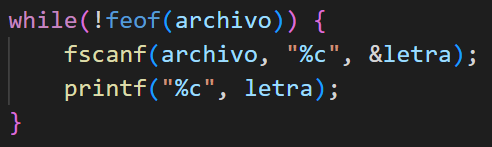 while(!feof(archivo)) {
    fscanf(archivo, "%c", &letra);
    printf("%c", letra);
}